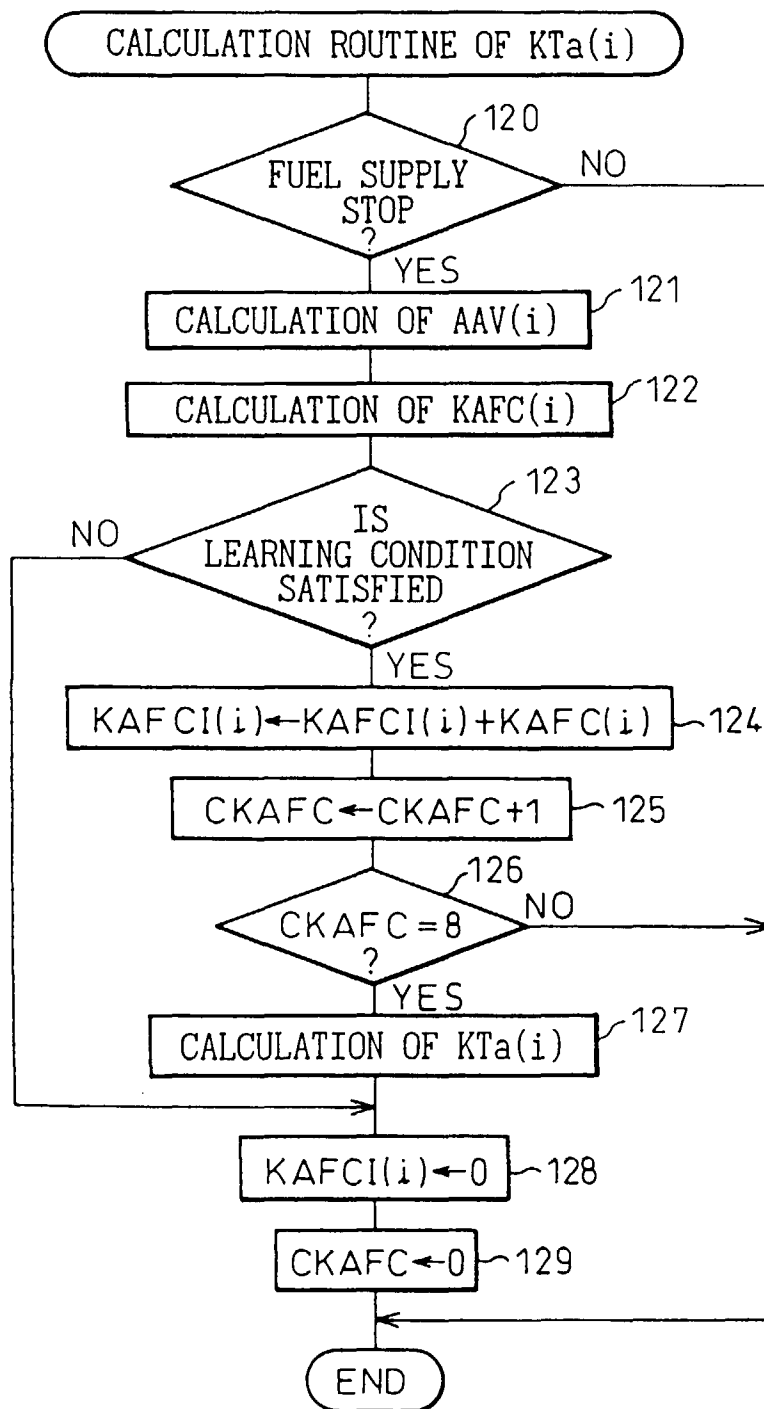 CALCULATION ROUTINE OF KTa(i)
120
FUEL SUPPLY
STOP
?
NO
YES
CALCULATION OF AAV(i)
121
CALCULATION OF KAFC(i)
122
123
NO
IS
LEARNING CONDITION
SATISFIED
?
YES
KAFCI(i)←KAFCI(i)+KAFC(i)
124
CKAFC←CKAFC+1
125
126
CKAFC=8
?
NO
YES
CALCULATION OF KTa(i)
127
KAFCI(i)←0
128
CKAFC←0
129
END